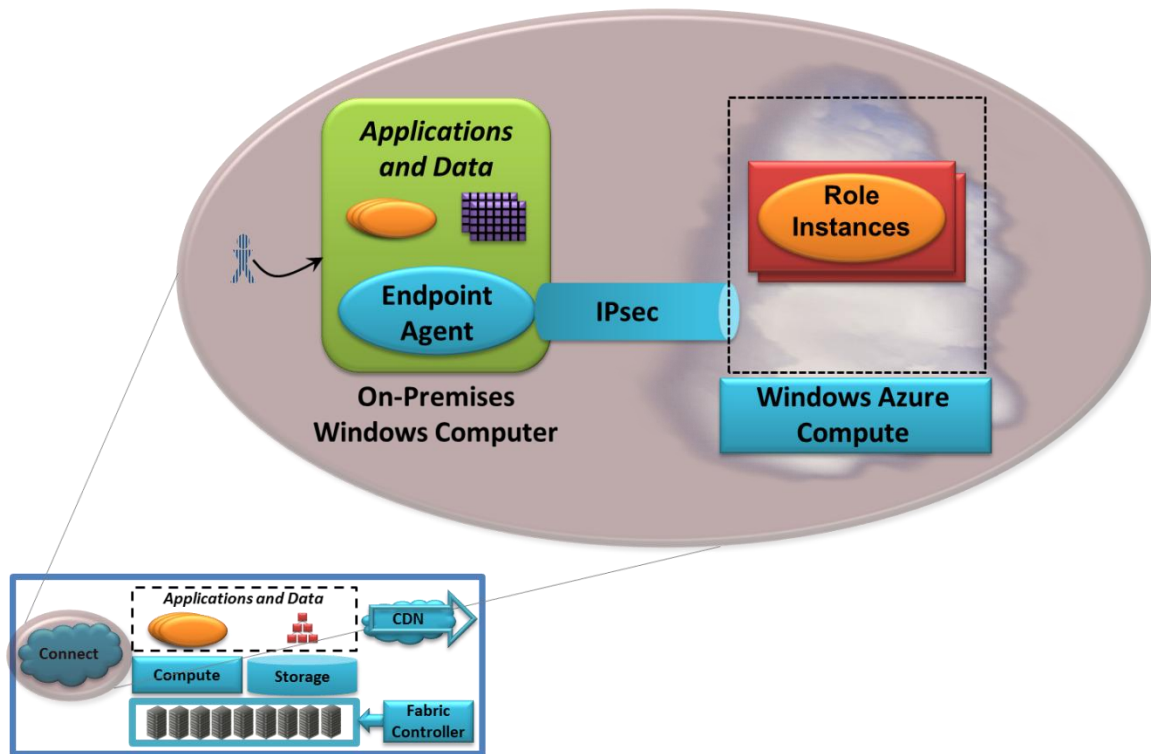 Applications
and Data
Role
Instances
Endpoint
Agent
IPsec
On-Premises
Windows Computer
Windows Azure
Compute
Applications and Data
CDN
Connect
Compute
Storage
Fabric
Controller